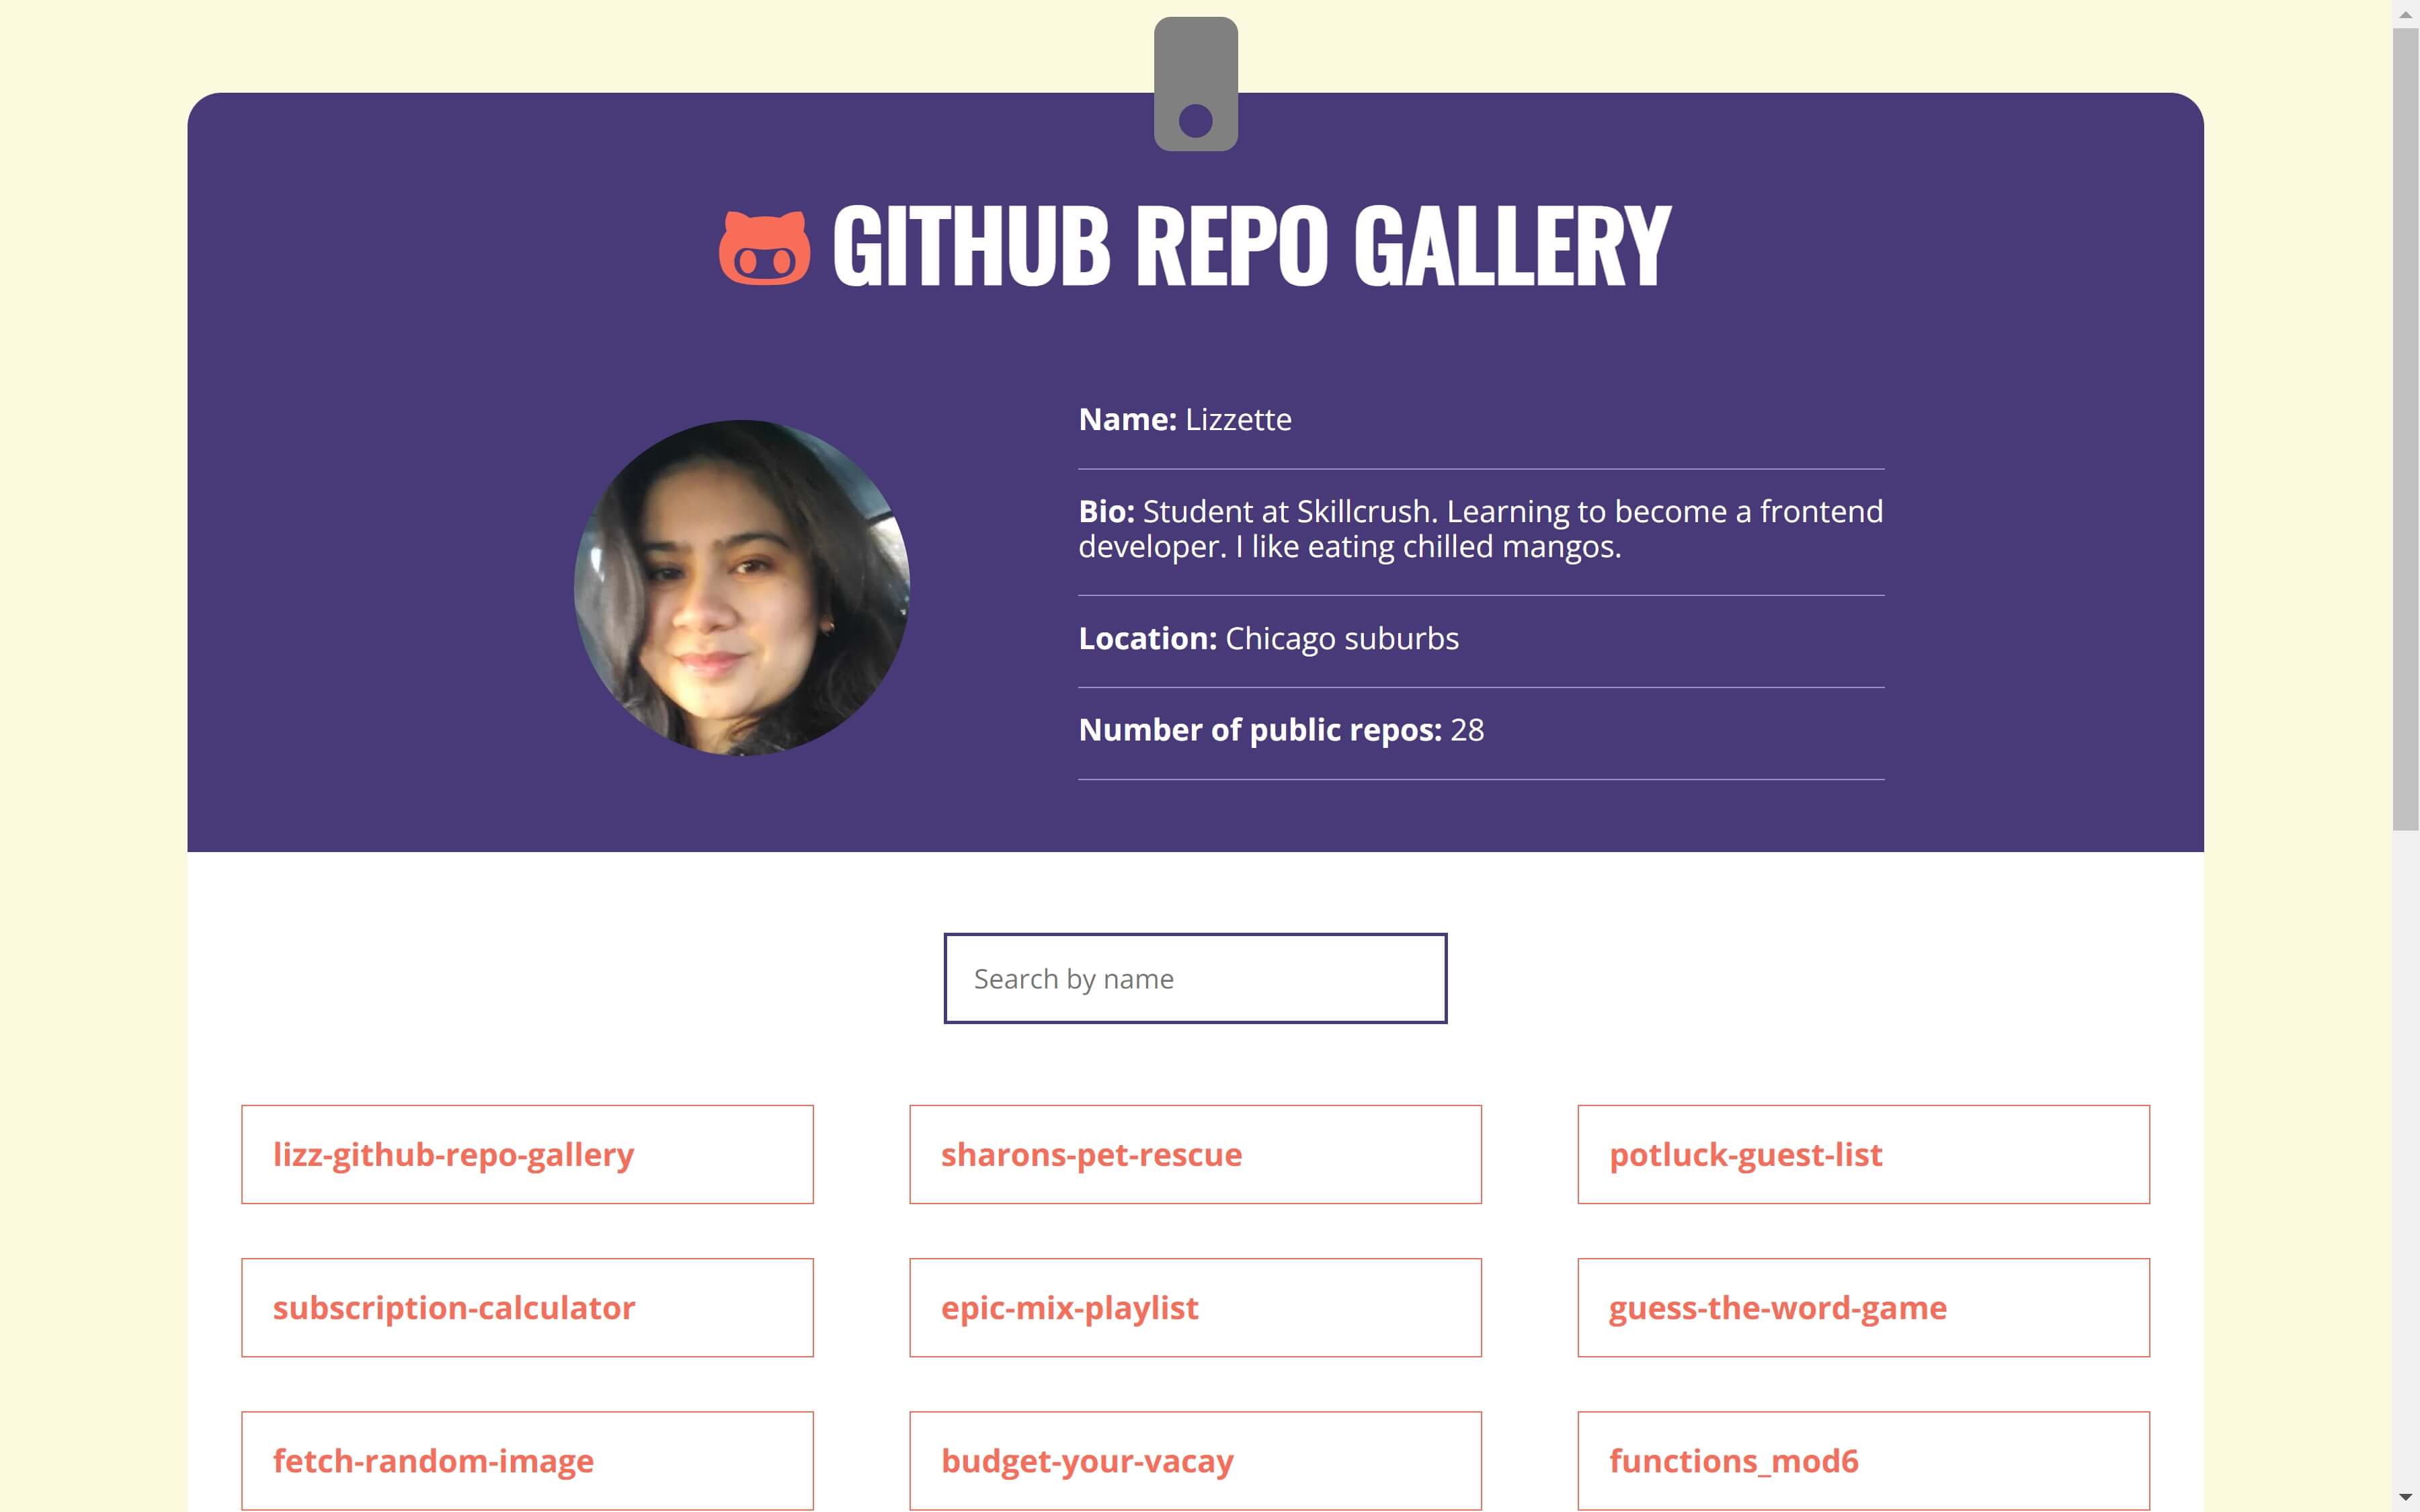 GITHUB REPO GALLERY
Name: Lizzette
Bio: Student at Skillcrush. Learning to become a frontend
developer. I like eating chilled mangos.
Location: Chicago suburbs
Number of public repos: 28
Search by name
lizz-github-repo-gallery
sharons-pet-rescue
potluck-guest-list
subscription-calculator
epic-mix-playlist
guess-the-word-game
fetch-random-image
budget-your-vacay
functions_mod6